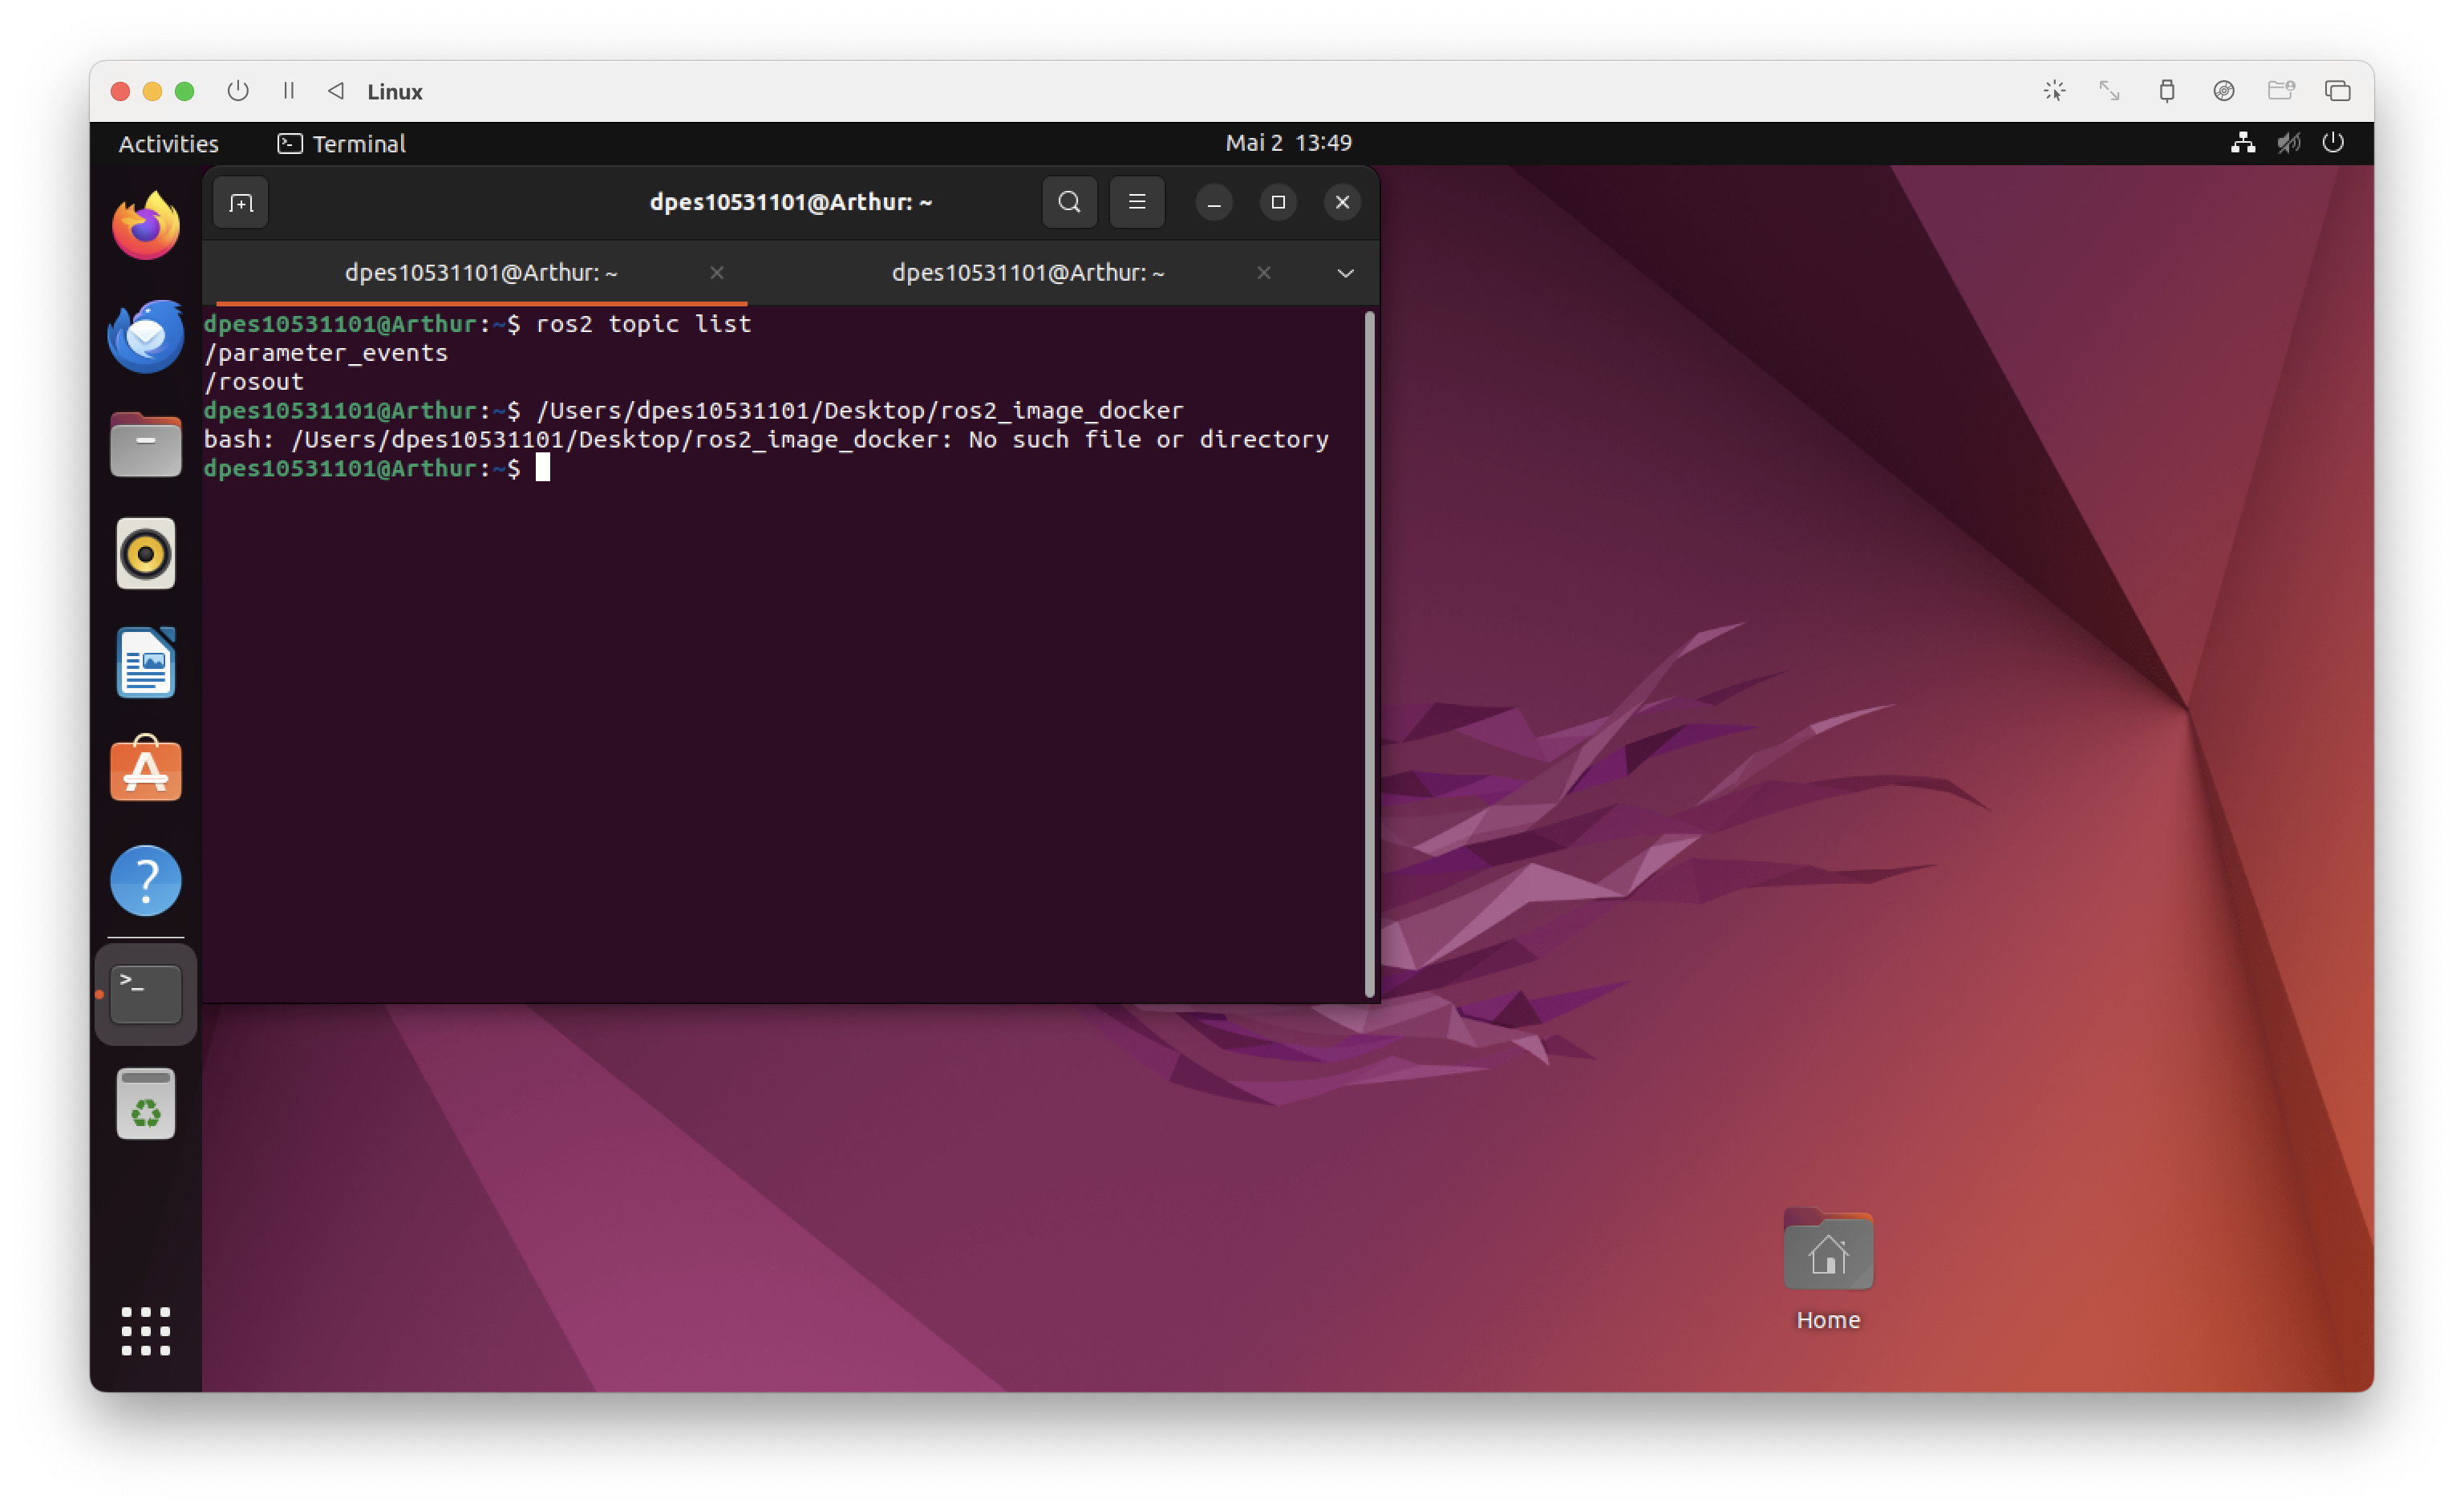 Linux
Activities
Terminal
Mai 2 13:49
dpes10531101@Arthur: ~
dpes10531101@Arthur: ~
dpes10531101@Arthur: ~
dpes10531101@Arthur:~$ ros2 topic list
/parameter_events
/rosout
dpes10531101@Arthur:~$ /Users/dpes10531101/Desktop/ros2_image_docker
bash: /Users/dpes10531101/Desktop/ros2_image_docker: No such file or directory
dpes10531101@Arthur:~$
Home